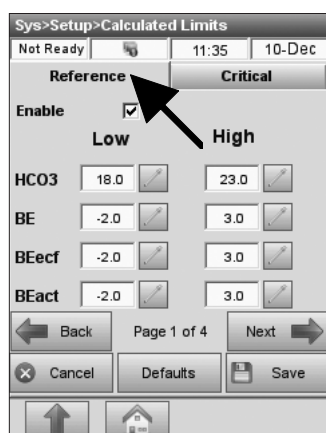 Sys>Setup>Calculated Limits
Not Ready 11:35 10-Dec
Reference Critical
Enable
Low High
HCO3 18.0 23.0
BE -2.0 3.0
BEecf -2.0 3.0
BEact -2.0 3.0
Back Page 1 of 4 Next
Cancel Defaults Save